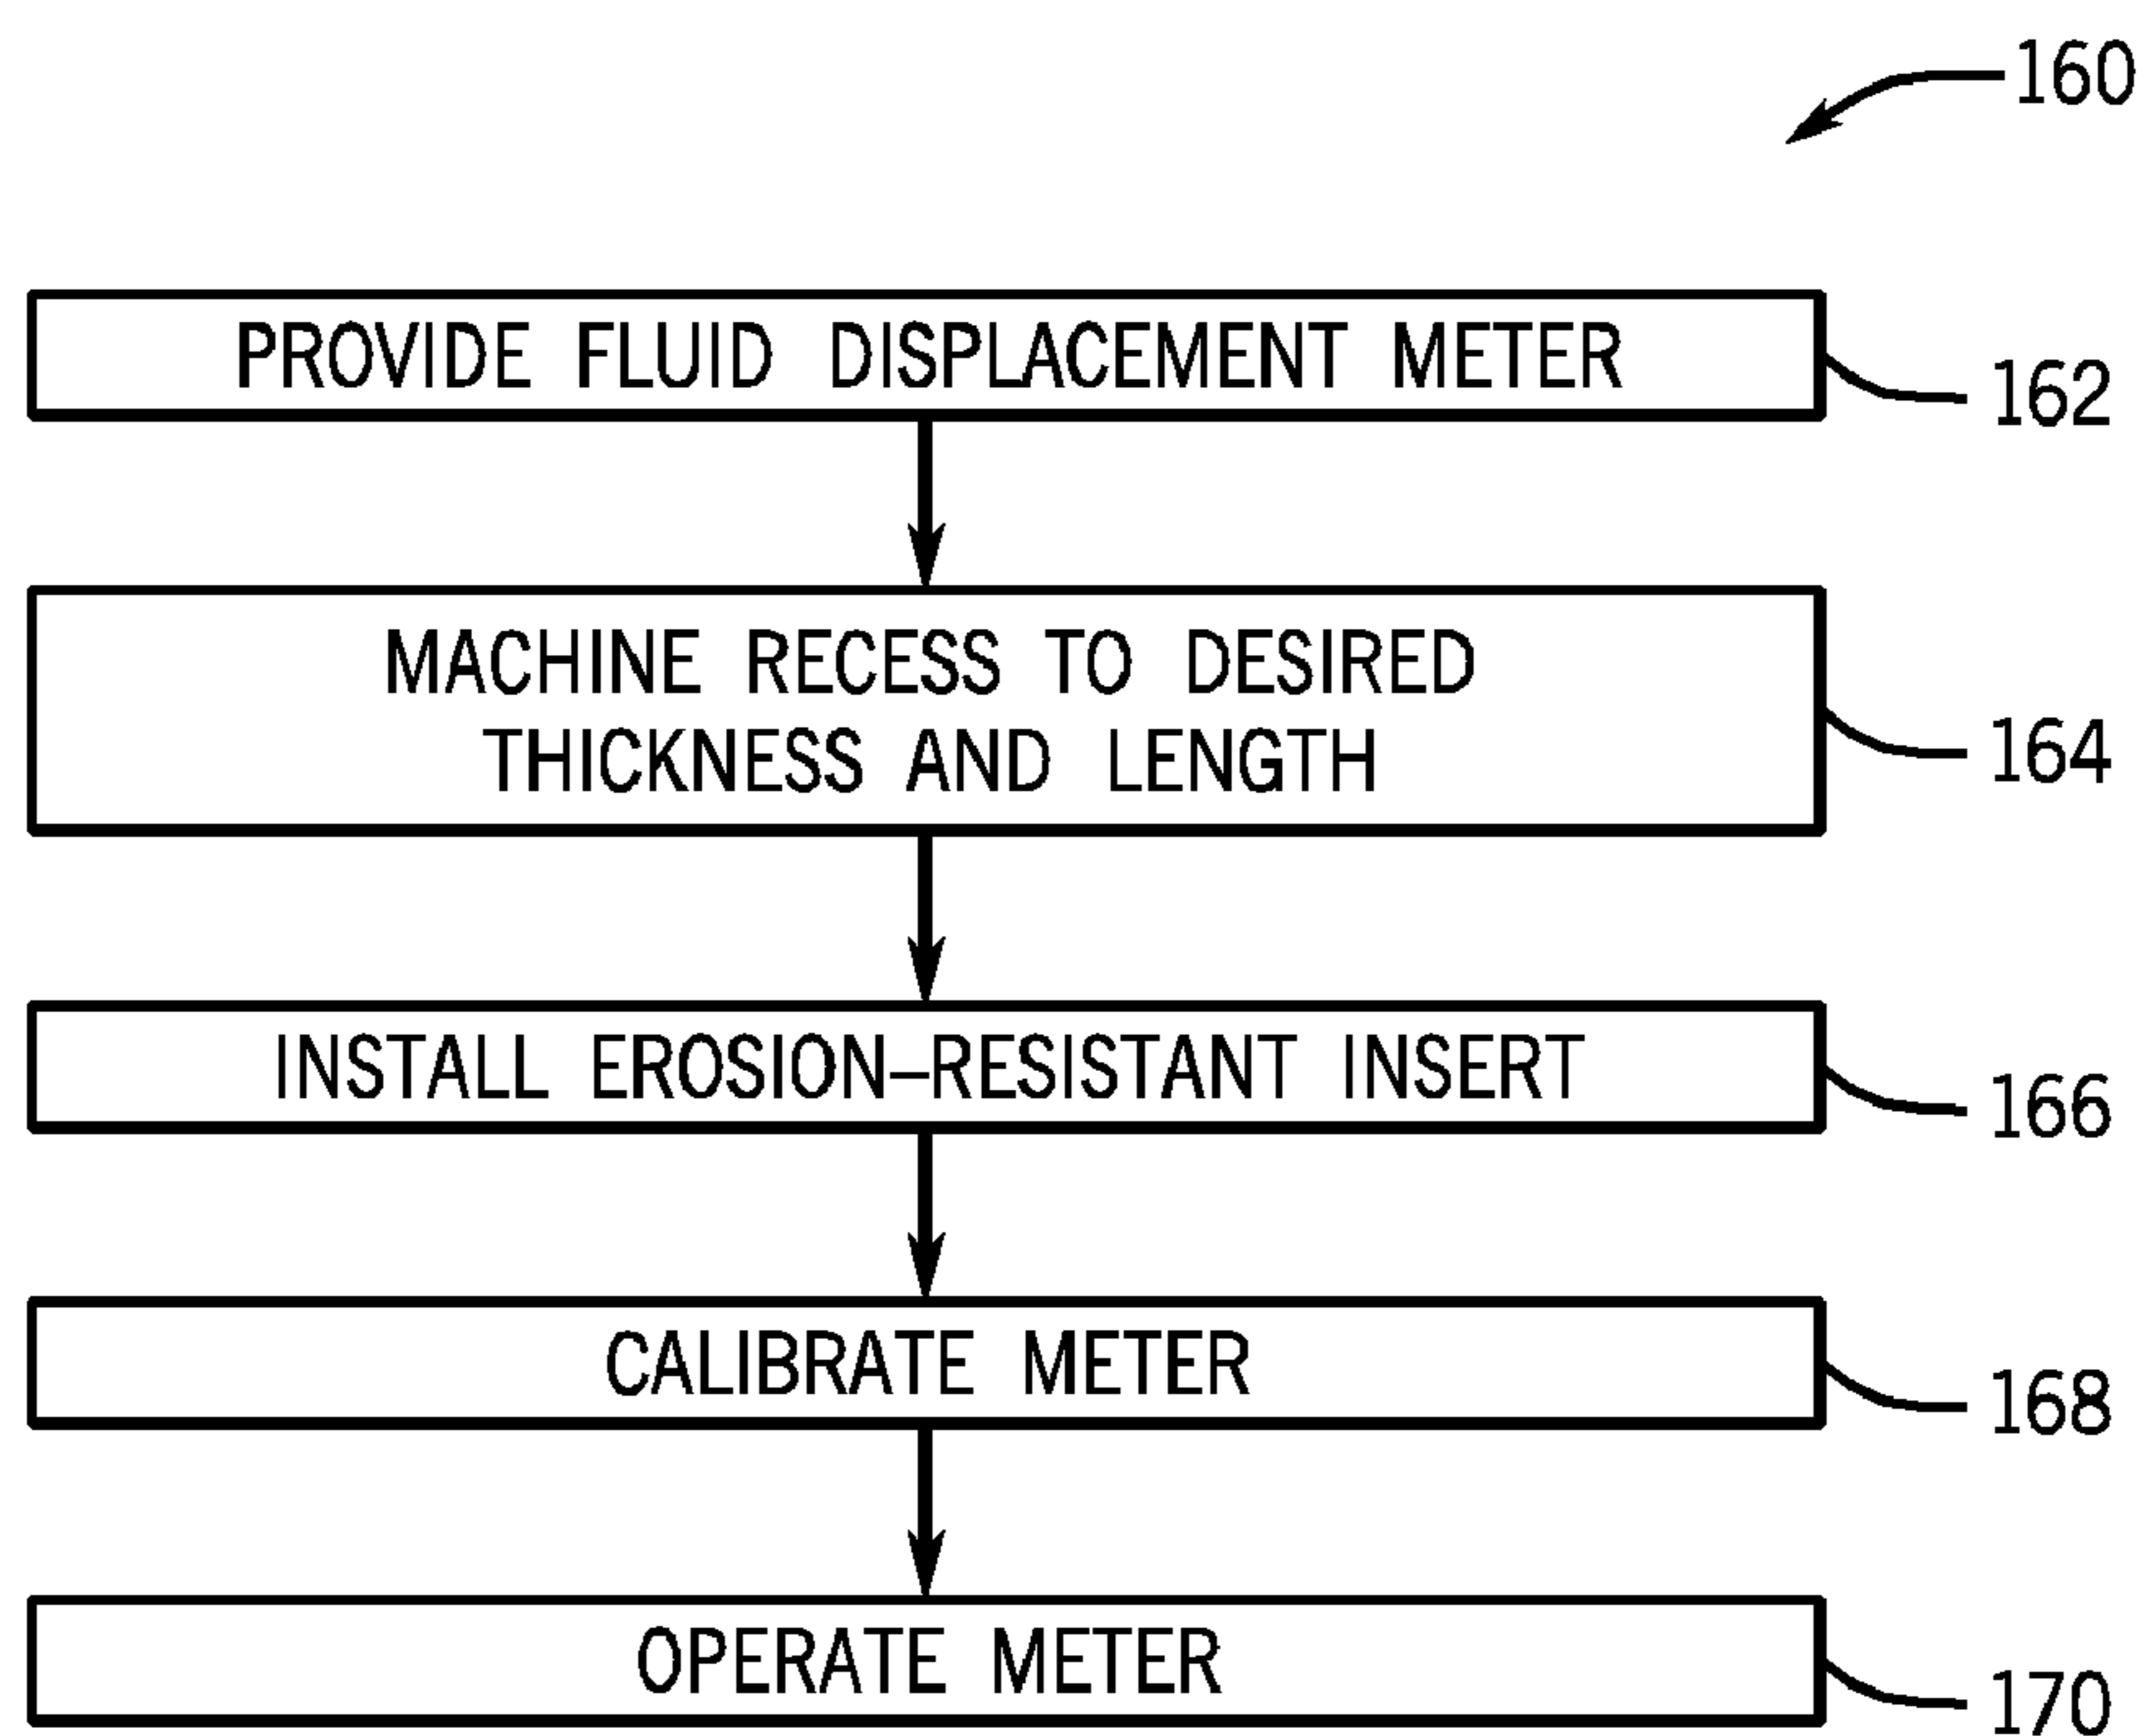 160
PROVIDE FLUID DISPLACEMENT METER
162
MACHINE RECESS TO DESIRED
THICKNESS AND LENGTH
164
INSTALL EROSION–RESISTANT INSERT
166
CALIBRATE METER
168
OPERATE METER
170